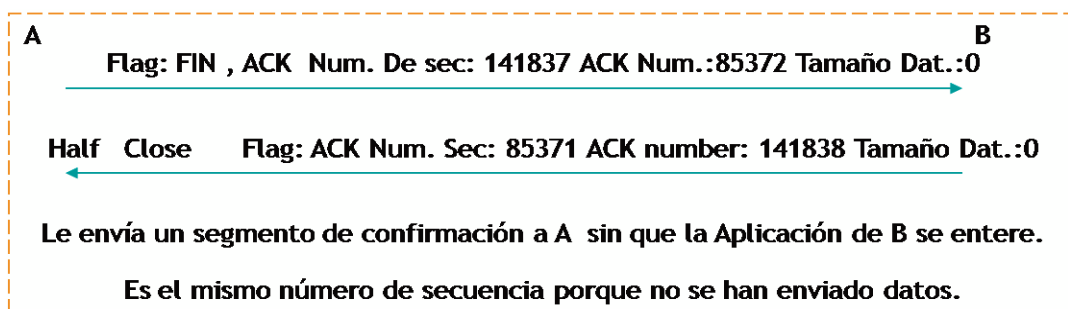 A B
Flag: FIN , ACK Num. De sec: 141837 ACK Num.:85372 Tamaño Dat.:0
Half Close Flag: ACK Num. Sec: 85371 ACK number: 141838 Tamaño Dat.:0
Le envía un segmento de confirmación a A sin que la Aplicación de B se entere.
Es el mismo número de secuencia porque no se han enviado datos.